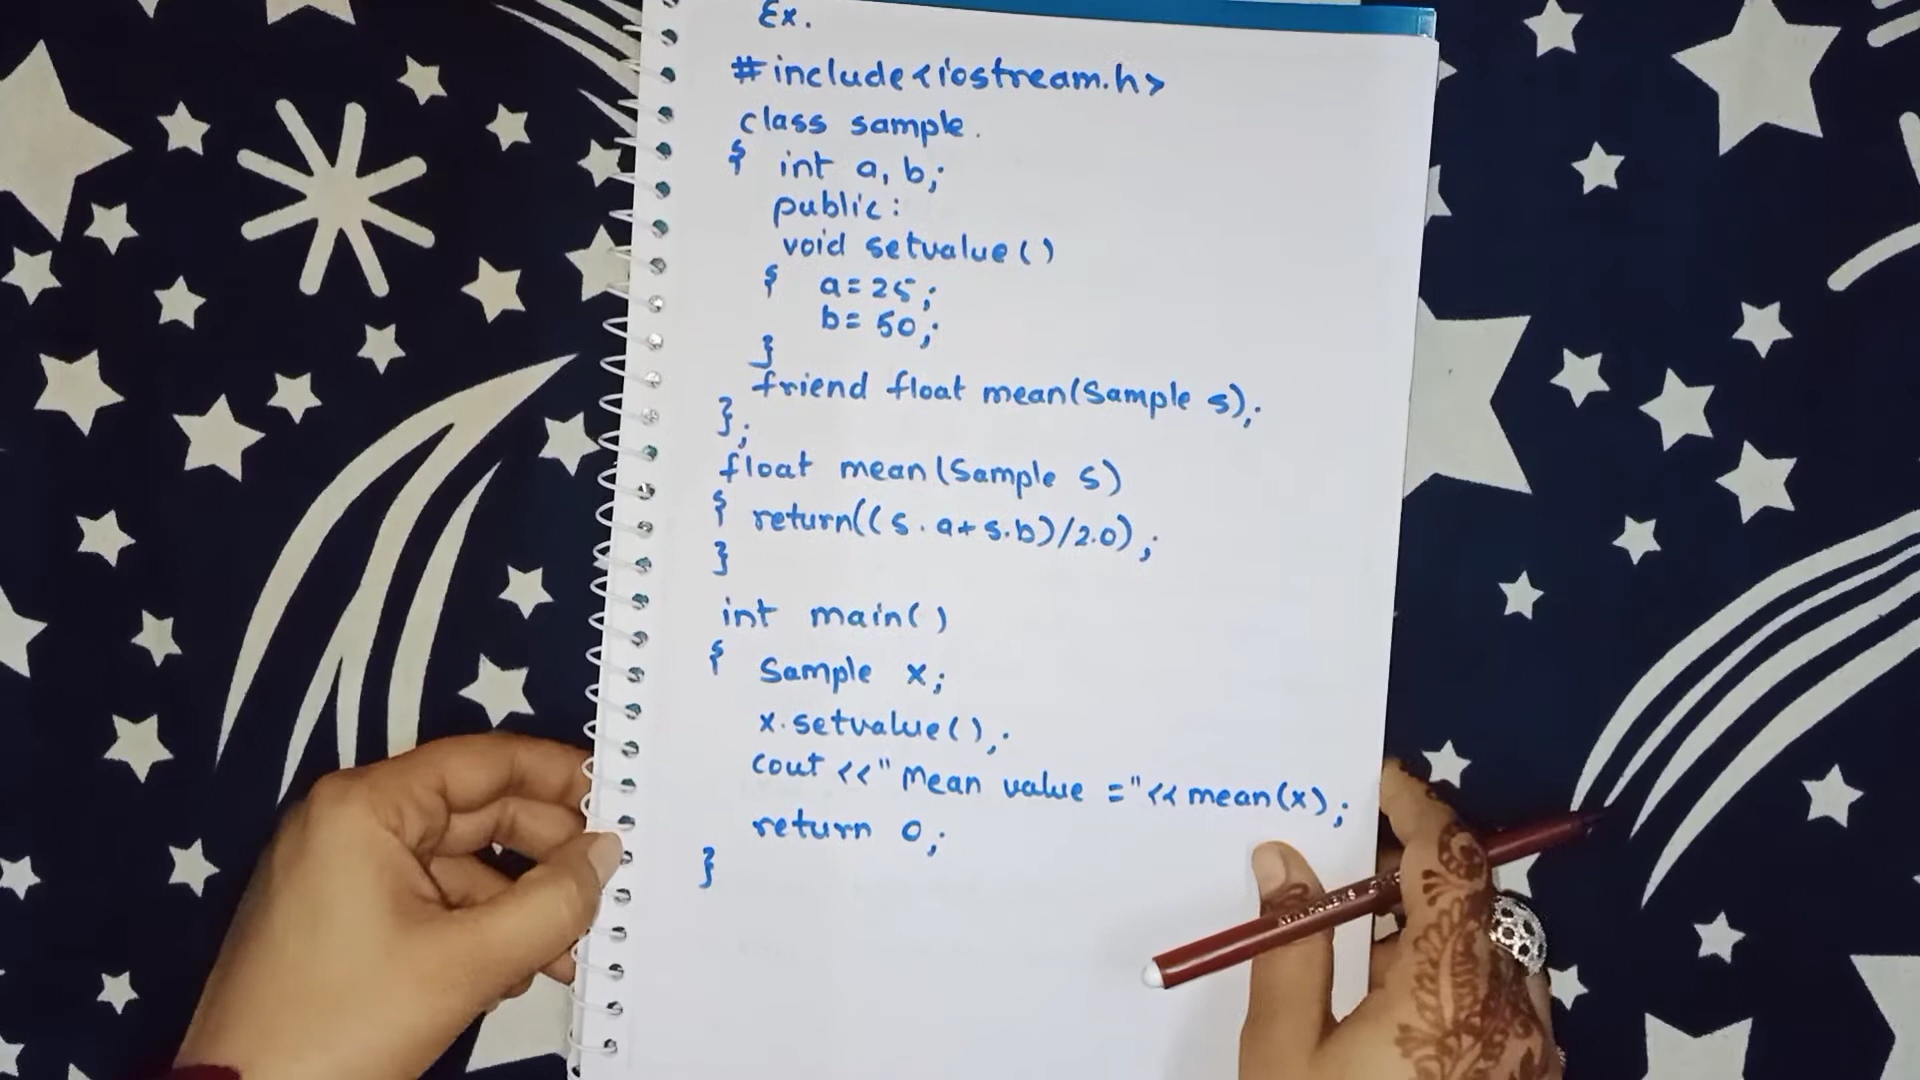 Ex.
#include<iostream.h>
class sample.
{ int a, b;
public:
void setvalue()
{ a=25;
b= 50;
}
friend float mean(Sample s);
};
float mean(Sample s)
{ return((s.a+s.b)/2.0);
}
int main()
{ Sample x;
x.setvalue();
cout <<"Mean value ="<<mean(x);
return 0;
}